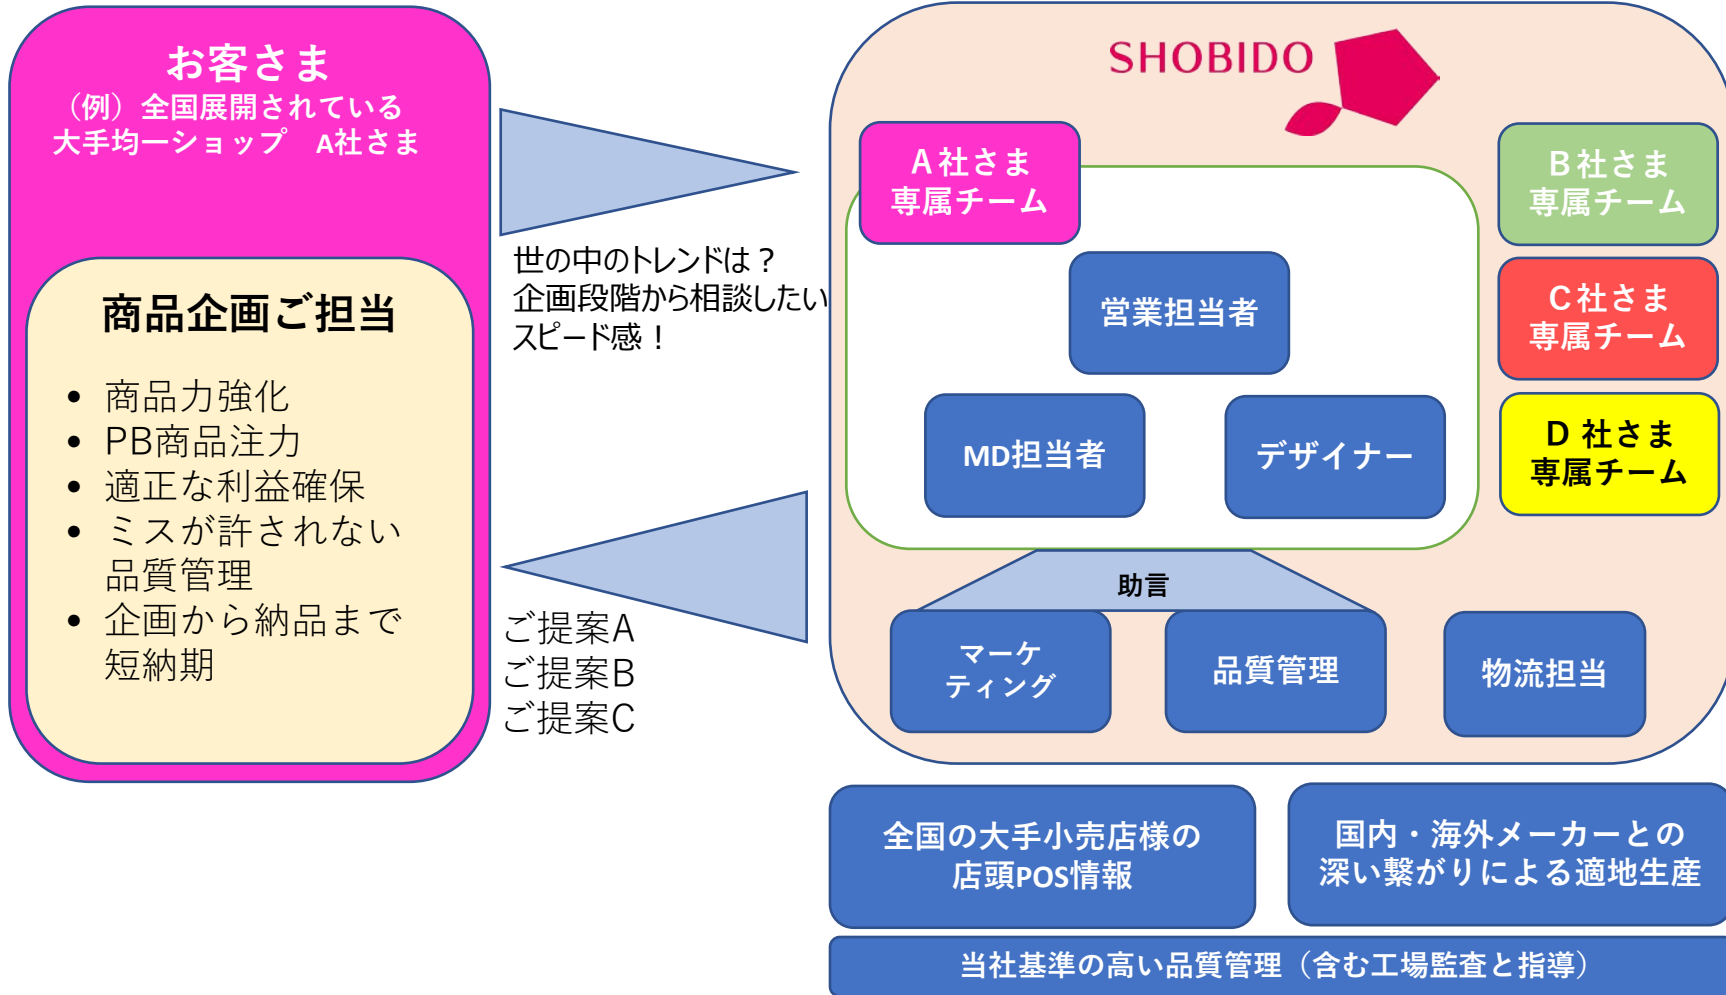 お客さま
（例）全国展開されている
大手均一ショップ　A社さま
商品企画ご担当
• 商品力強化
• PB商品注力
• 適正な利益確保
• ミスが許されない
品質管理
• 企画から納品まで
短納期
世の中のトレンドは？
企画段階から相談したい
スピード感！
ご提案A
ご提案B
ご提案C
SHOBIDO
A社さま
専属チーム
B社さま
専属チーム
C社さま
専属チーム
D 社さま
専属チーム
営業担当者
MD担当者
デザイナー
助言
マーケ
ティング
品質管理
物流担当
全国の大手小売店様の
店頭POS情報
国内・海外メーカーとの
深い繋がりによる適地生産
当社基準の高い品質管理（含む工場監査と指導）